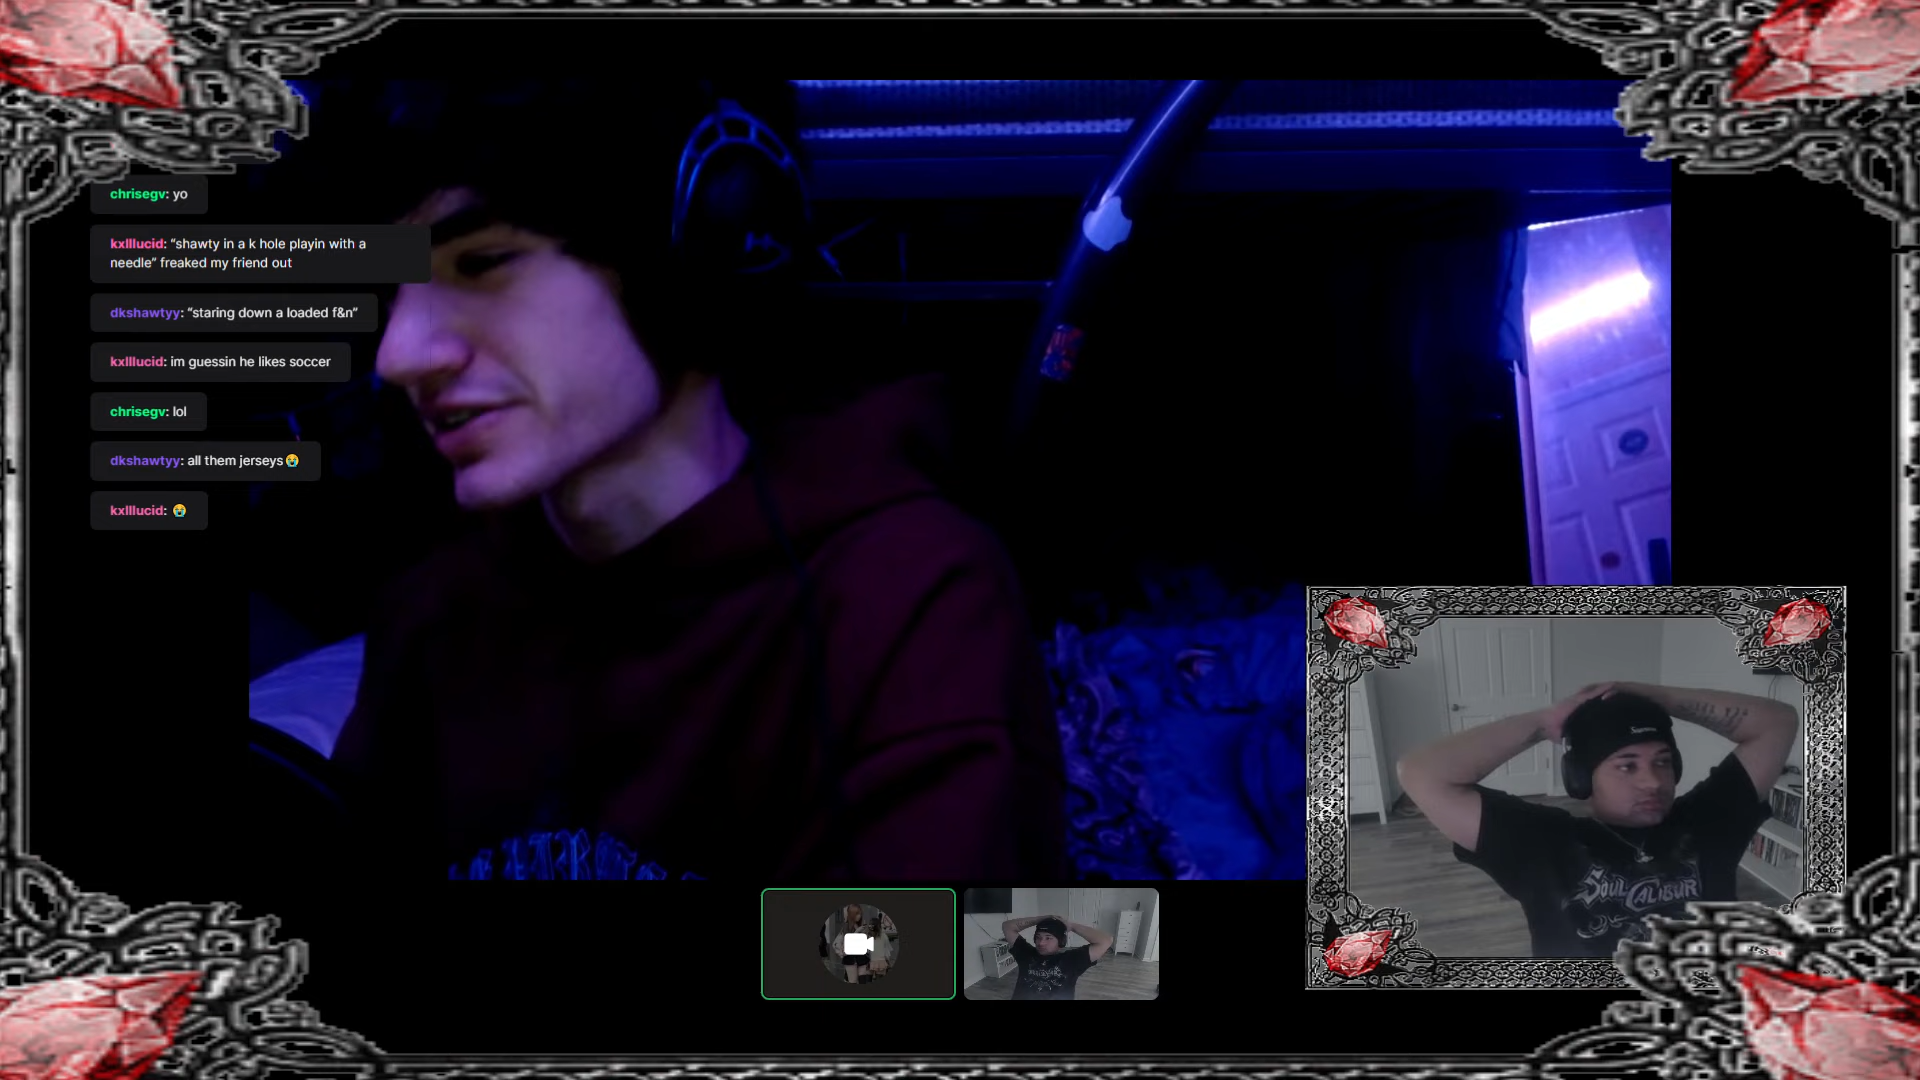 chrisegv: yo
kxlllucid: “shawty in a k hole playin with a
needle” freaked my friend out
dkshawtyy: “staring down a loaded f&n”
kxlllucid: im guessin he likes soccer
chrisegv: lol
dkshawtyy: all them jerseys😭
kxlllucid: 😭
Supreme
SOUL CALIBUR